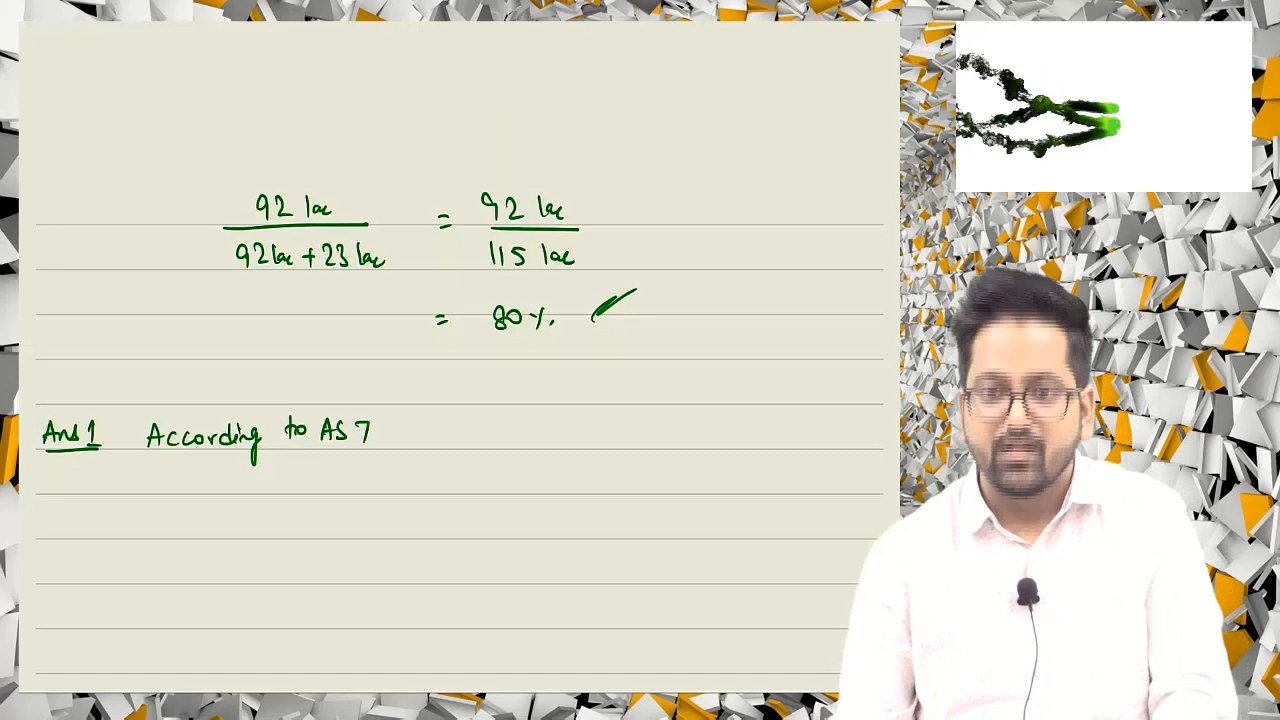 92 lac = 92 lac
92 lac + 23 lac 115 lac
= 80%.
Ans 1 According to AS 7